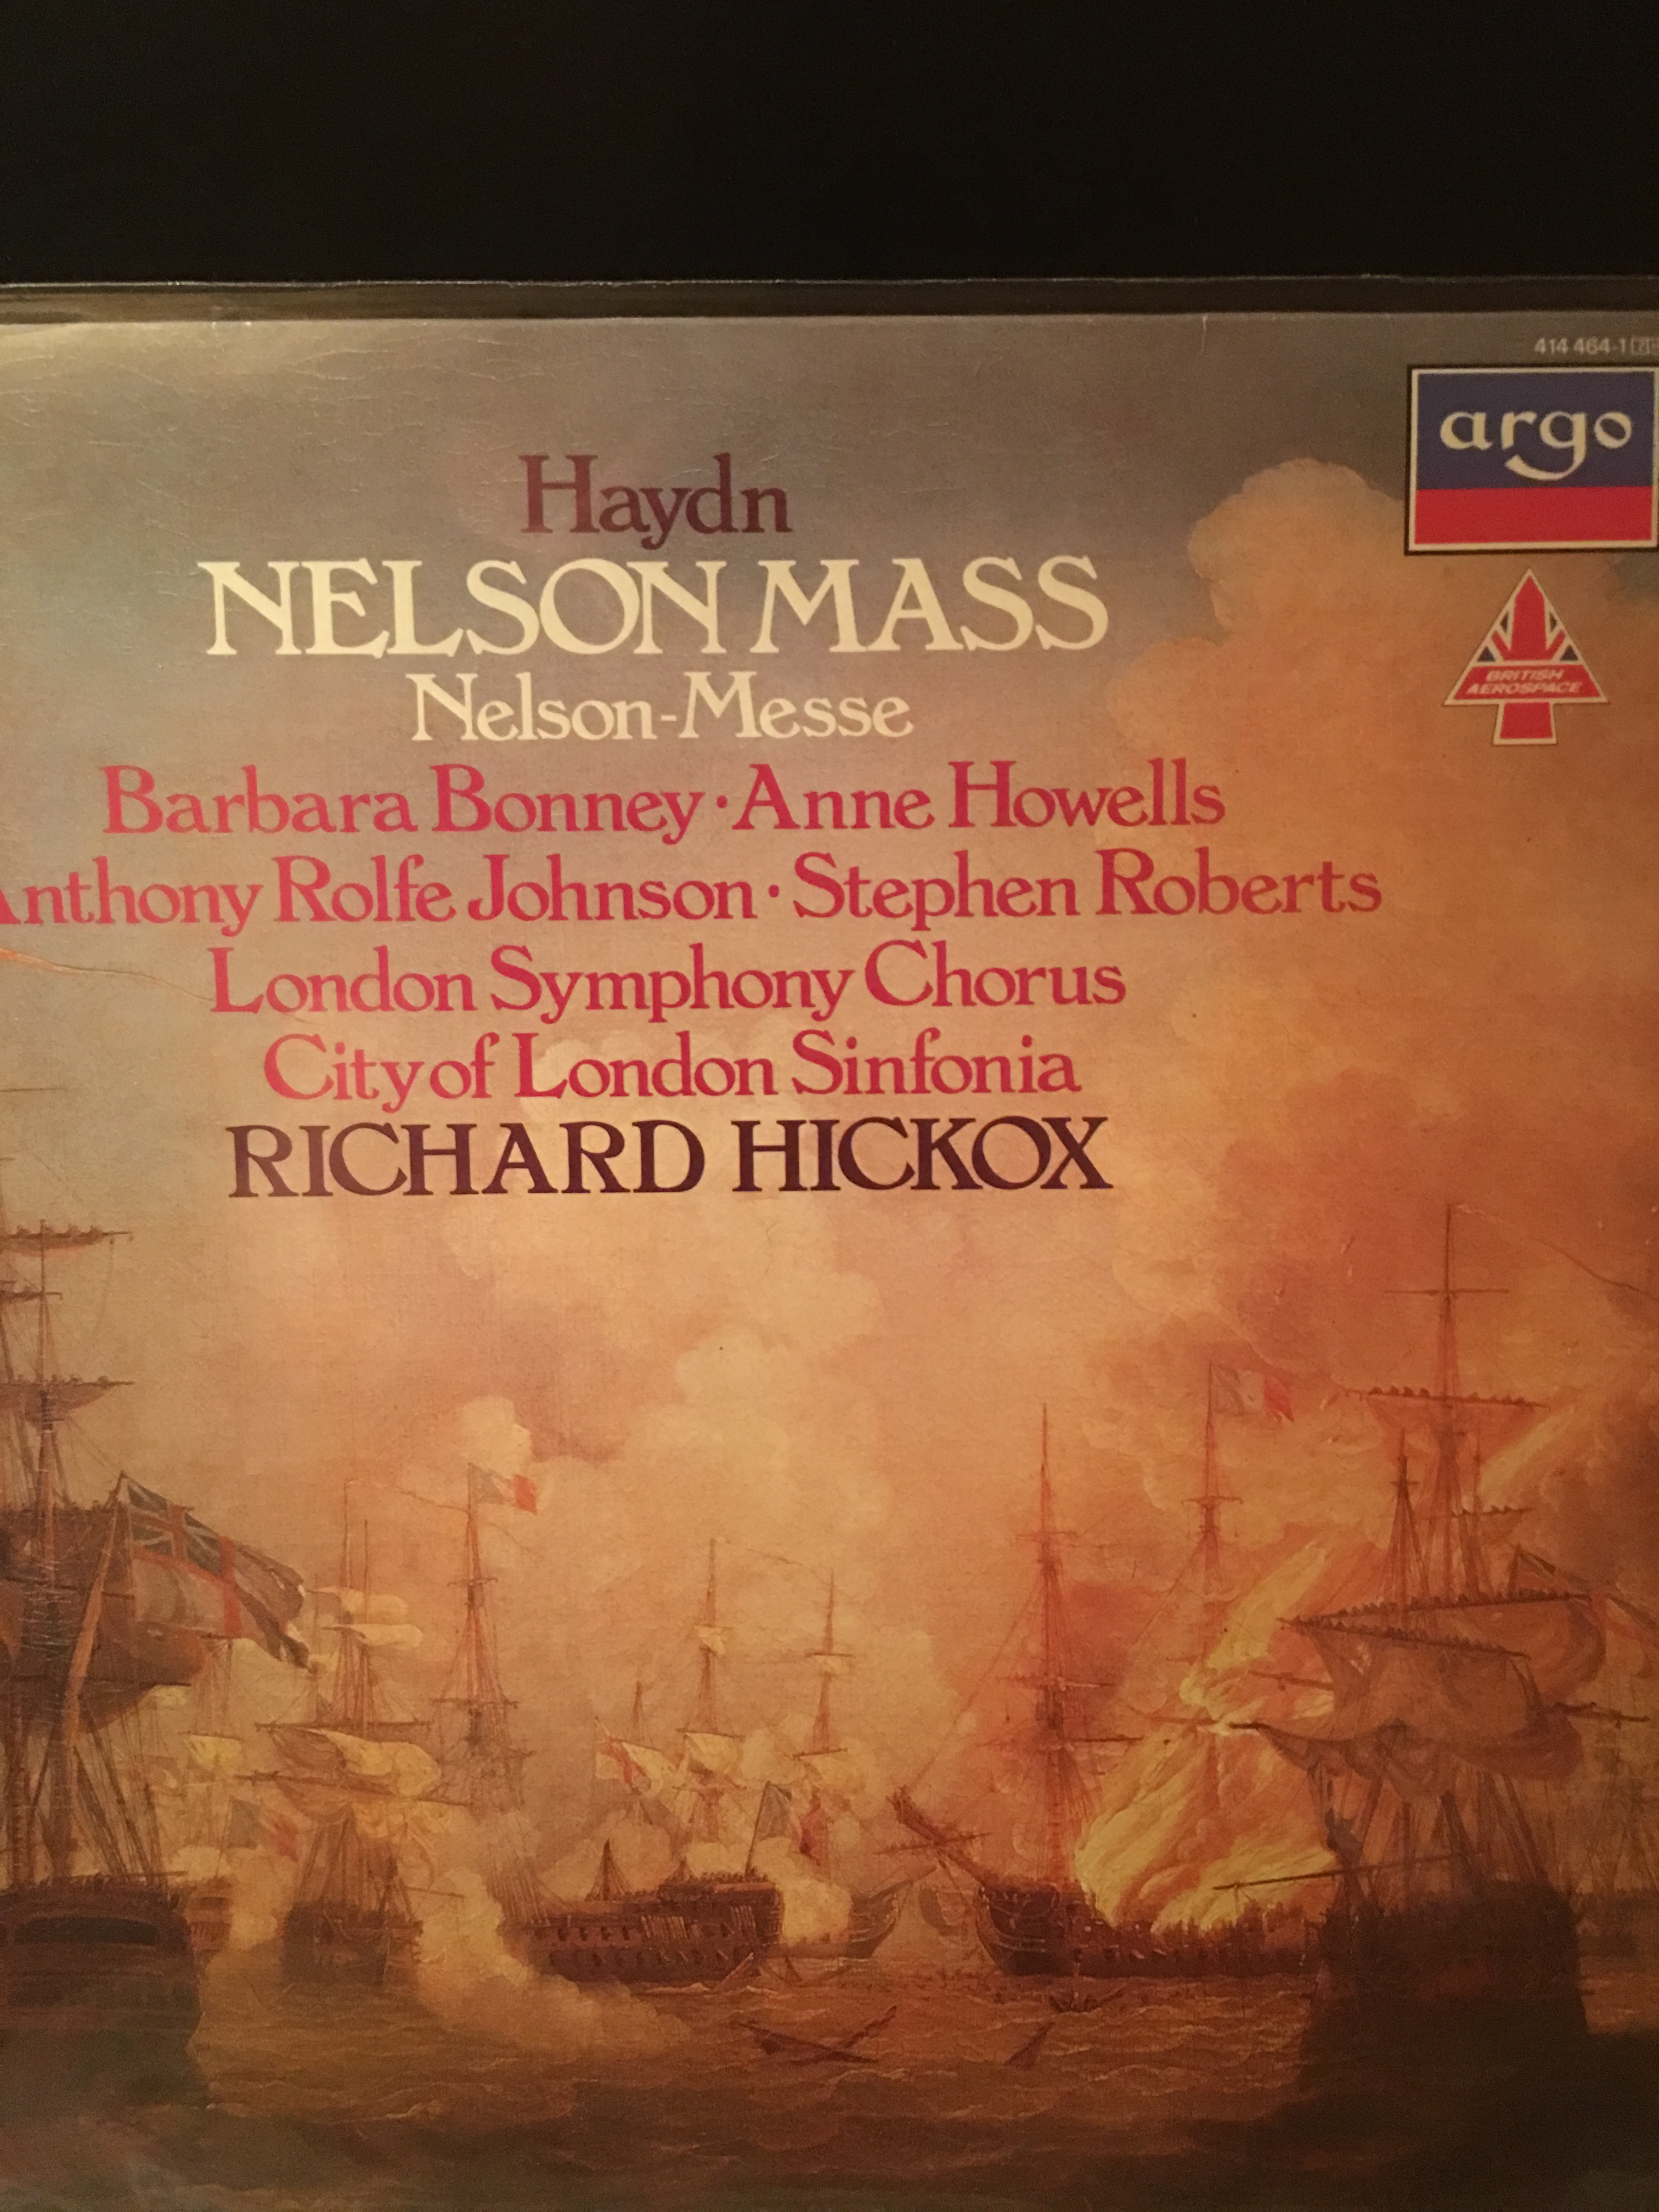 414 464-1
argo
Haydn
NELSON MASS
Nelson-Messe
BRITISH
AEROSPACE
Barbara Bonney · Anne Howells
Anthony Rolfe Johnson · Stephen Roberts
London Symphony Chorus
City of London Sinfonia
RICHARD HICKOX